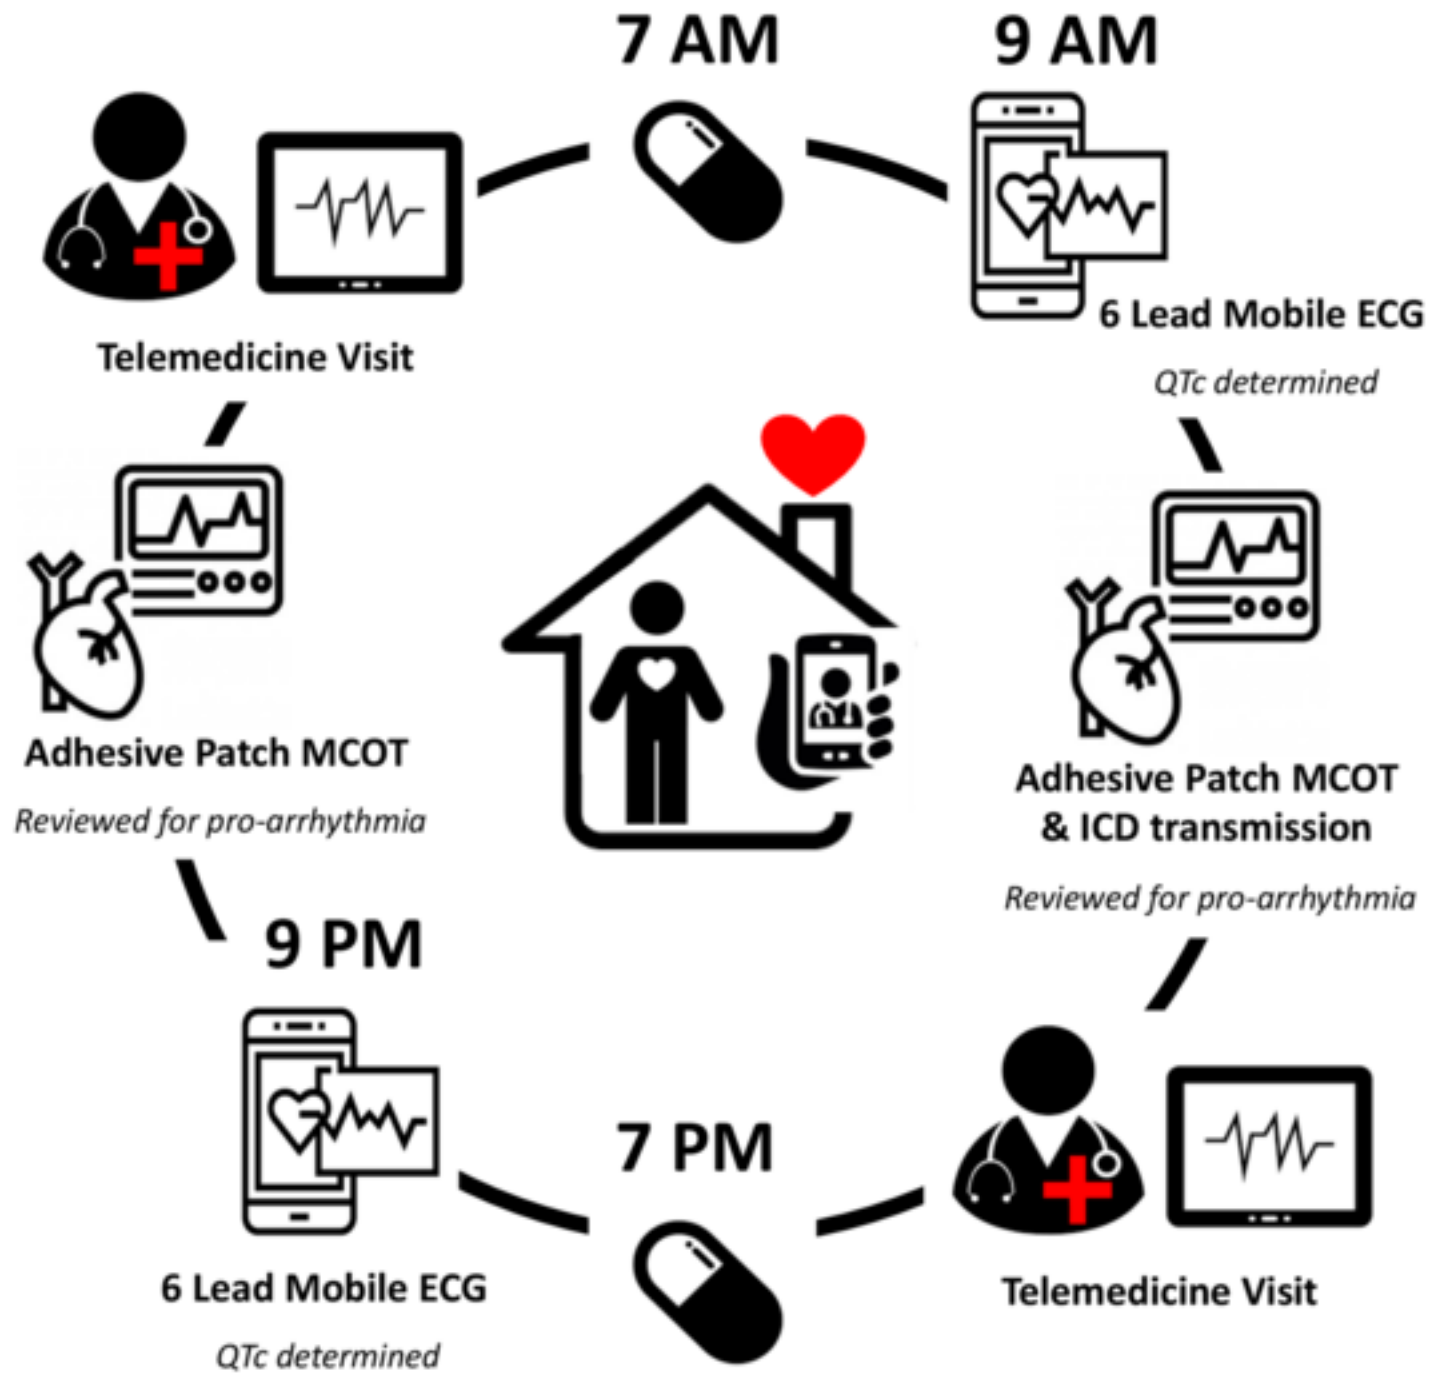 7 AM
9 AM
6 Lead Mobile ECG
QTc determined
Adhesive Patch MCOT
& ICD transmission
Reviewed for pro-arrhythmia
Telemedicine Visit
7 PM
9 PM
6 Lead Mobile ECG
QTc determined
Adhesive Patch MCOT
Reviewed for pro-arrhythmia
Telemedicine Visit